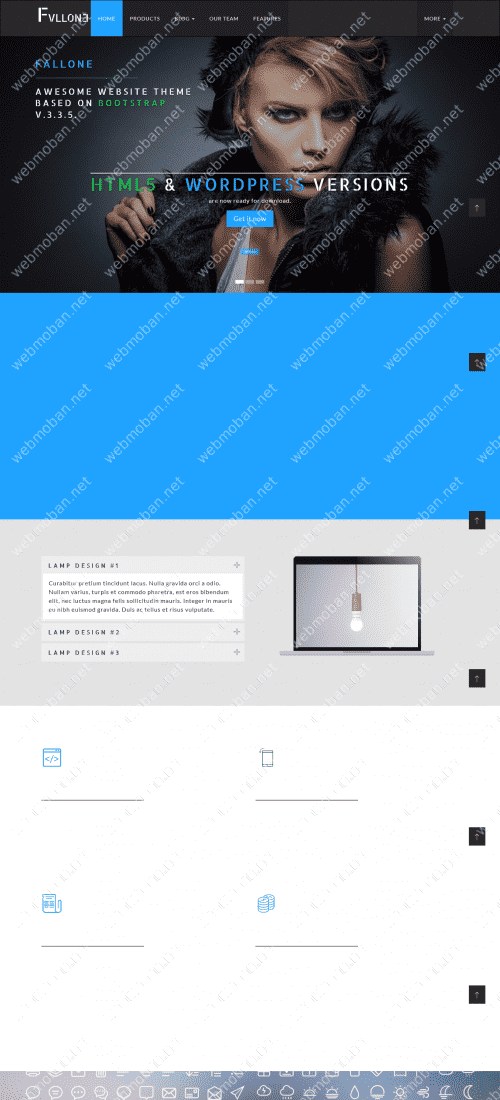 FVLLONE
HOME PRODUCTS BLOG OUR TEAM FEATURES MORE
FALLONE
AWESOME WEBSITE THEME
BASED ON BOOTSTRAP
V.3.3.5.
HTML5 & WORDPRESS VERSIONS
are now ready for download.
Get it now
LAMP DESIGN #1
Curabitur pretium tincidunt lacus. Nulla gravida orci a odio.
Nullam varius, turpis et commodo pharetra, est eros bibendum
elit, nec luctus magna felis sollicitudin mauris. Integer in mauris
eu nibh euismod gravida. Duis ac tellus et risus vulputate.
LAMP DESIGN #2
LAMP DESIGN #3
webmoban.net